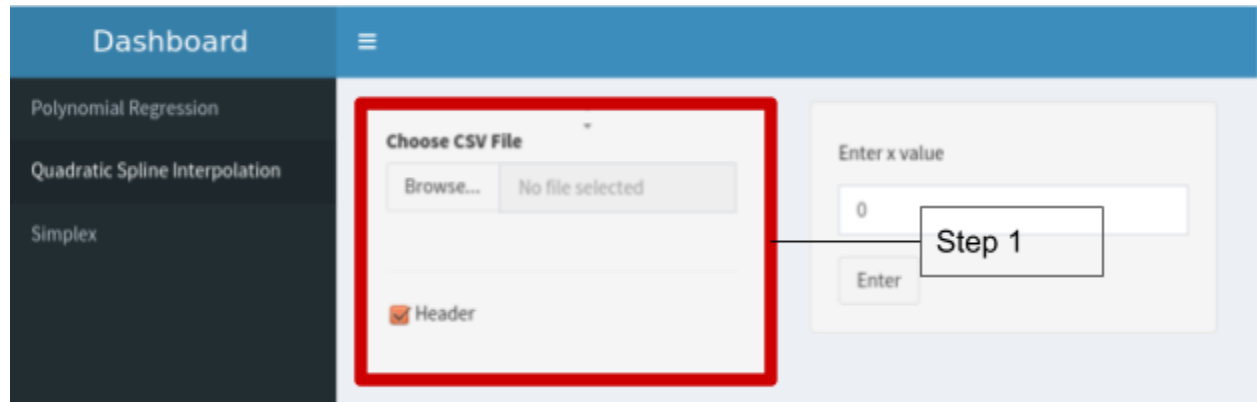 Dashboard
Polynomial Regression
Quadratic Spline Interpolation
Simplex
Choose CSV File
Browse... No file selected
Header
Enter x value
0
Enter
Step 1